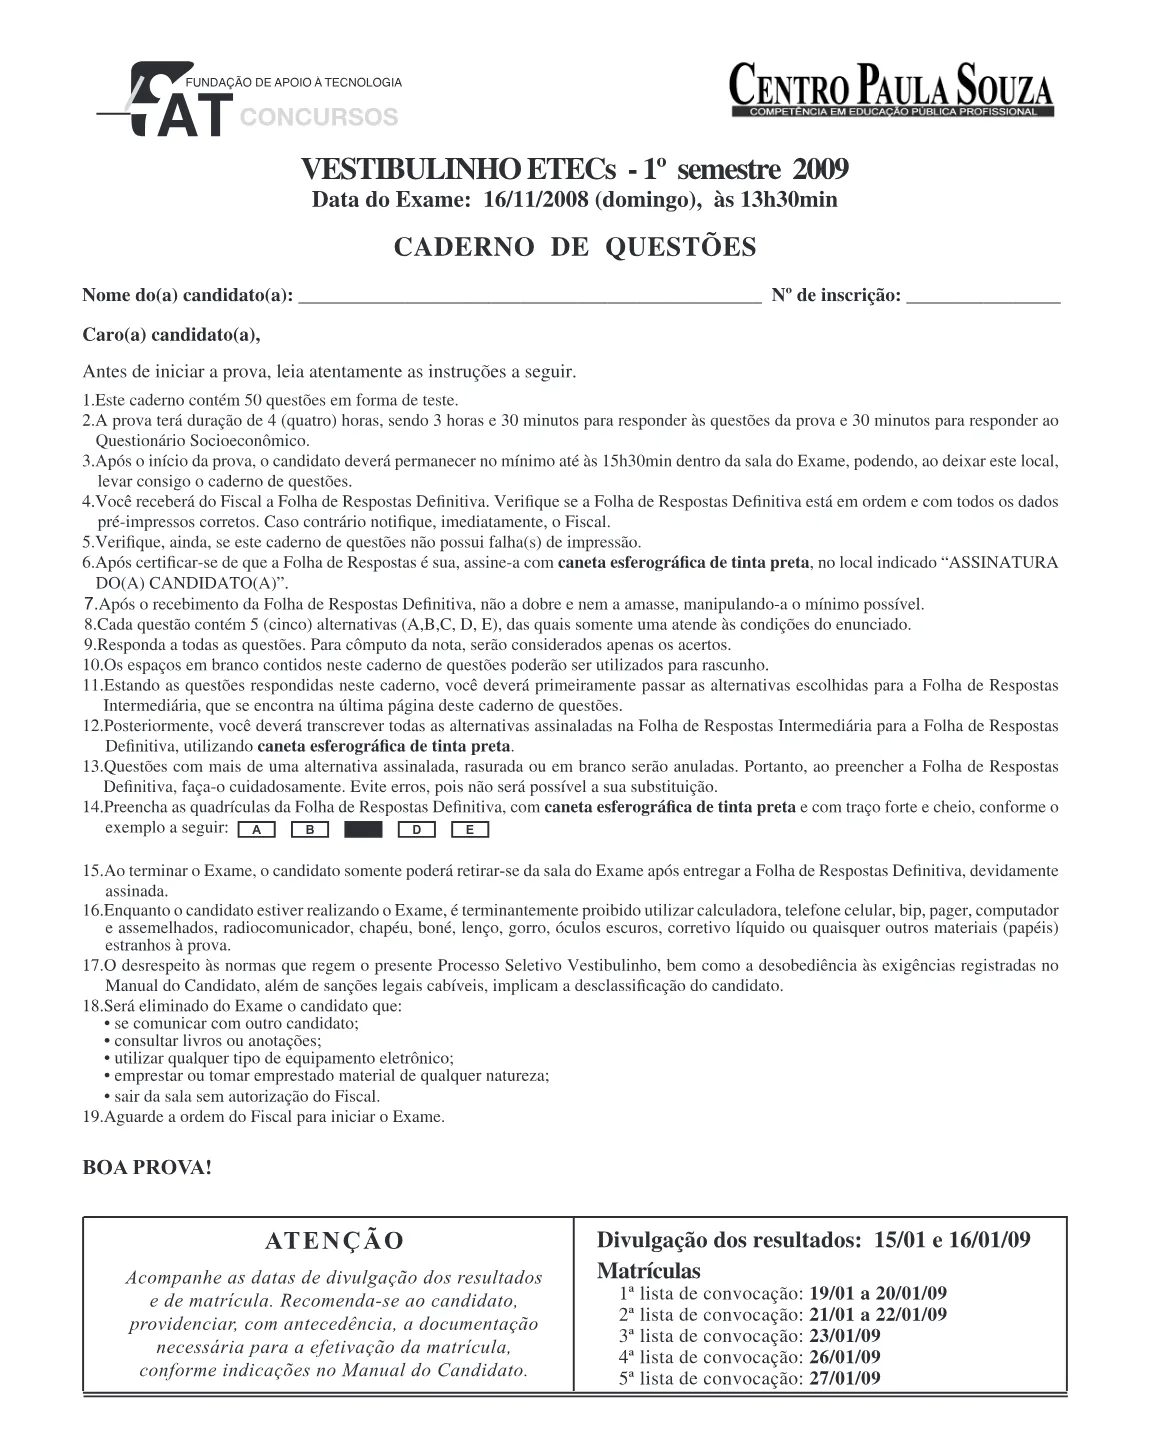 FUNDAÇÃO DE APOIO À TECNOLOGIA
FAT CONCURSOS
CENTRO PAULA SOUZA
COMPETÊNCIA EM EDUCAÇÃO PÚBLICA PROFISSIONAL
VESTIBULINHO ETECs - 1º semestre 2009
Data do Exame: 16/11/2008 (domingo), às 13h30min
CADERNO DE QUESTÕES
Nome do(a) candidato(a): ________________________________________________ Nº de inscrição: ________________
Caro(a) candidato(a),
Antes de iniciar a prova, leia atentamente as instruções a seguir.
1.Este caderno contém 50 questões em forma de teste.
2.A prova terá duração de 4 (quatro) horas, sendo 3 horas e 30 minutos para responder às questões da prova e 30 minutos para responder ao
Questionário Socioeconômico.
3.Após o início da prova, o candidato deverá permanecer no mínimo até às 15h30min dentro da sala do Exame, podendo, ao deixar este local,
levar consigo o caderno de questões.
4.Você receberá do Fiscal a Folha de Respostas Definitiva. Verifique se a Folha de Respostas Definitiva está em ordem e com todos os dados
pré-impressos corretos. Caso contrário notifique, imediatamente, o Fiscal.
5.Verifique, ainda, se este caderno de questões não possui falha(s) de impressão.
6.Após certificar-se de que a Folha de Respostas é sua, assine-a com caneta esferográfica de tinta preta, no local indicado “ASSINATURA
DO(A) CANDIDATO(A)”.
7.Após o recebimento da Folha de Respostas Definitiva, não a dobre e nem a amasse, manipulando-a o mínimo possível.
8.Cada questão contém 5 (cinco) alternativas (A,B,C, D, E), das quais somente uma atende às condições do enunciado.
9.Responda a todas as questões. Para cômputo da nota, serão considerados apenas os acertos.
10.Os espaços em branco contidos neste caderno de questões poderão ser utilizados para rascunho.
11.Estando as questões respondidas neste caderno, você deverá primeiramente passar as alternativas escolhidas para a Folha de Respostas
Intermediária, que se encontra na última página deste caderno de questões.
12.Posteriormente, você deverá transcrever todas as alternativas assinaladas na Folha de Respostas Intermediária para a Folha de Respostas
Definitiva, utilizando caneta esferográfica de tinta preta.
13.Questões com mais de uma alternativa assinalada, rasurada ou em branco serão anuladas. Portanto, ao preencher a Folha de Respostas
Definitiva, faça-o cuidadosamente. Evite erros, pois não será possível a sua substituição.
14.Preencha as quadrículas da Folha de Respostas Definitiva, com caneta esferográfica de tinta preta e com traço forte e cheio, conforme o
exemplo a seguir: A B D E
15.Ao terminar o Exame, o candidato somente poderá retirar-se da sala do Exame após entregar a Folha de Respostas Definitiva, devidamente
assinada.
16.Enquanto o candidato estiver realizando o Exame, é terminantemente proibido utilizar calculadora, telefone celular, bip, pager, computador
e assemelhados, radiocomunicador, chapéu, boné, lenço, gorro, óculos escuros, corretivo líquido ou quaisquer outros materiais (papéis)
estranhos à prova.
17.O desrespeito às normas que regem o presente Processo Seletivo Vestibulinho, bem como a desobediência às exigências registradas no
Manual do Candidato, além de sanções legais cabíveis, implicam a desclassificação do candidato.
18.Será eliminado do Exame o candidato que:
• se comunicar com outro candidato;
• consultar livros ou anotações;
• utilizar qualquer tipo de equipamento eletrônico;
• emprestar ou tomar emprestado material de qualquer natureza;
• sair da sala sem autorização do Fiscal.
19.Aguarde a ordem do Fiscal para iniciar o Exame.
BOA PROVA!
ATENÇÃO
Acompanhe as datas de divulgação dos resultados
e de matrícula. Recomenda-se ao candidato,
providenciar, com antecedência, a documentação
necessária para a efetivação da matrícula,
conforme indicações no Manual do Candidato.
Divulgação dos resultados: 15/01 e 16/01/09
Matrículas
1ª lista de convocação: 19/01 a 20/01/09
2ª lista de convocação: 21/01 a 22/01/09
3ª lista de convocação: 23/01/09
4ª lista de convocação: 26/01/09
5ª lista de convocação: 27/01/09